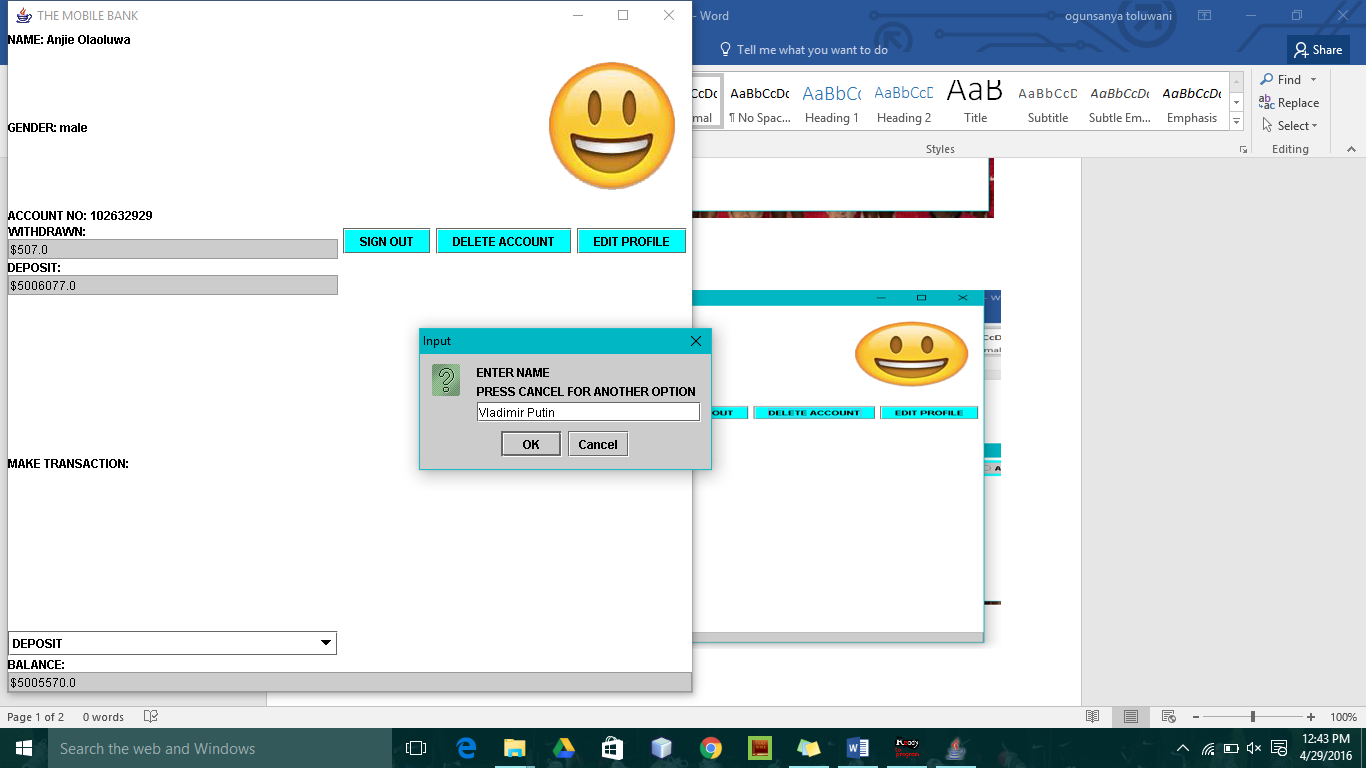 THE MOBILE BANK
NAME: Anjie Olaoluwa
GENDER: male
ACCOUNT NO: 102632929
WITHDRAWN:
$507.0
SIGN OUT DELETE ACCOUNT EDIT PROFILE
DEPOSIT:
$5006077.0
Input
ENTER NAME
PRESS CANCEL FOR ANOTHER OPTION
Vladimir Putin
OK Cancel
MAKE TRANSACTION:
DEPOSIT
BALANCE:
$5005570.0
- Word ogunsanya toluwani
Tell me what you want to do Share
CcDc AaBbCcDc AaBbCc AaBbCcE AaB AaBbCcD AaBbCcDc AaBbCcDc
mal ¶ No Spac... Heading 1 Heading 2 Title Subtitle Subtle Em... Emphasis
Styles
Find
Replace
Select
Editing
OUT DELETE ACCOUNT EDIT PROFILE
Page 1 of 2 0 words 100%
Search the web and Windows
12:43 PM
4/29/2016